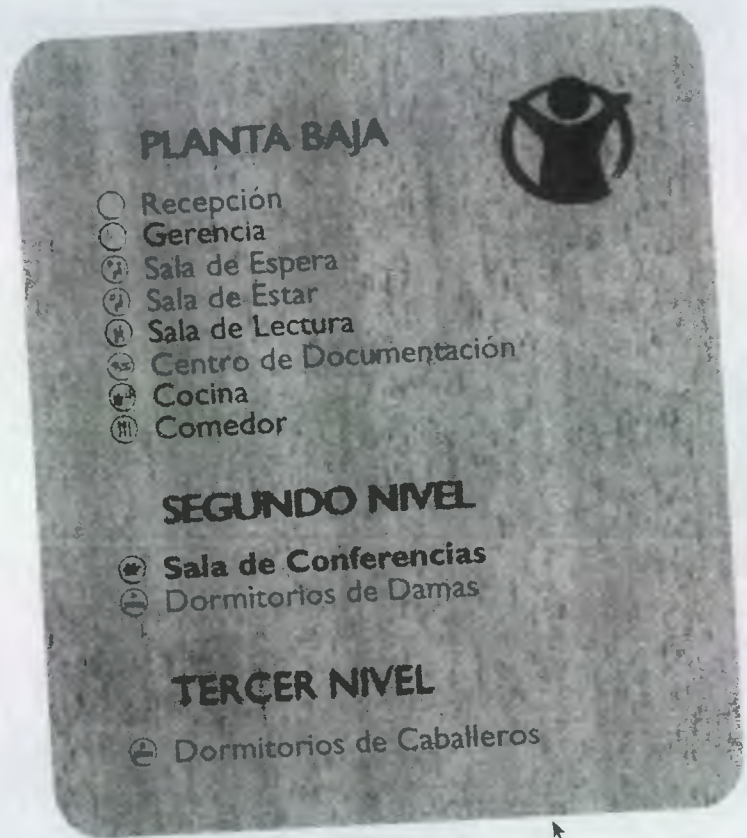 PLANTA BAJA
Recepción
Gerencia
Sala de Espera
Sala de Estar
Sala de Lectura
Centro de Documentación
Cocina
Comedor
SEGUNDO NIVEL
Sala de Conferencias
Dormitorios de Damas
TERCER NIVEL
Dormitorios de Caballeros